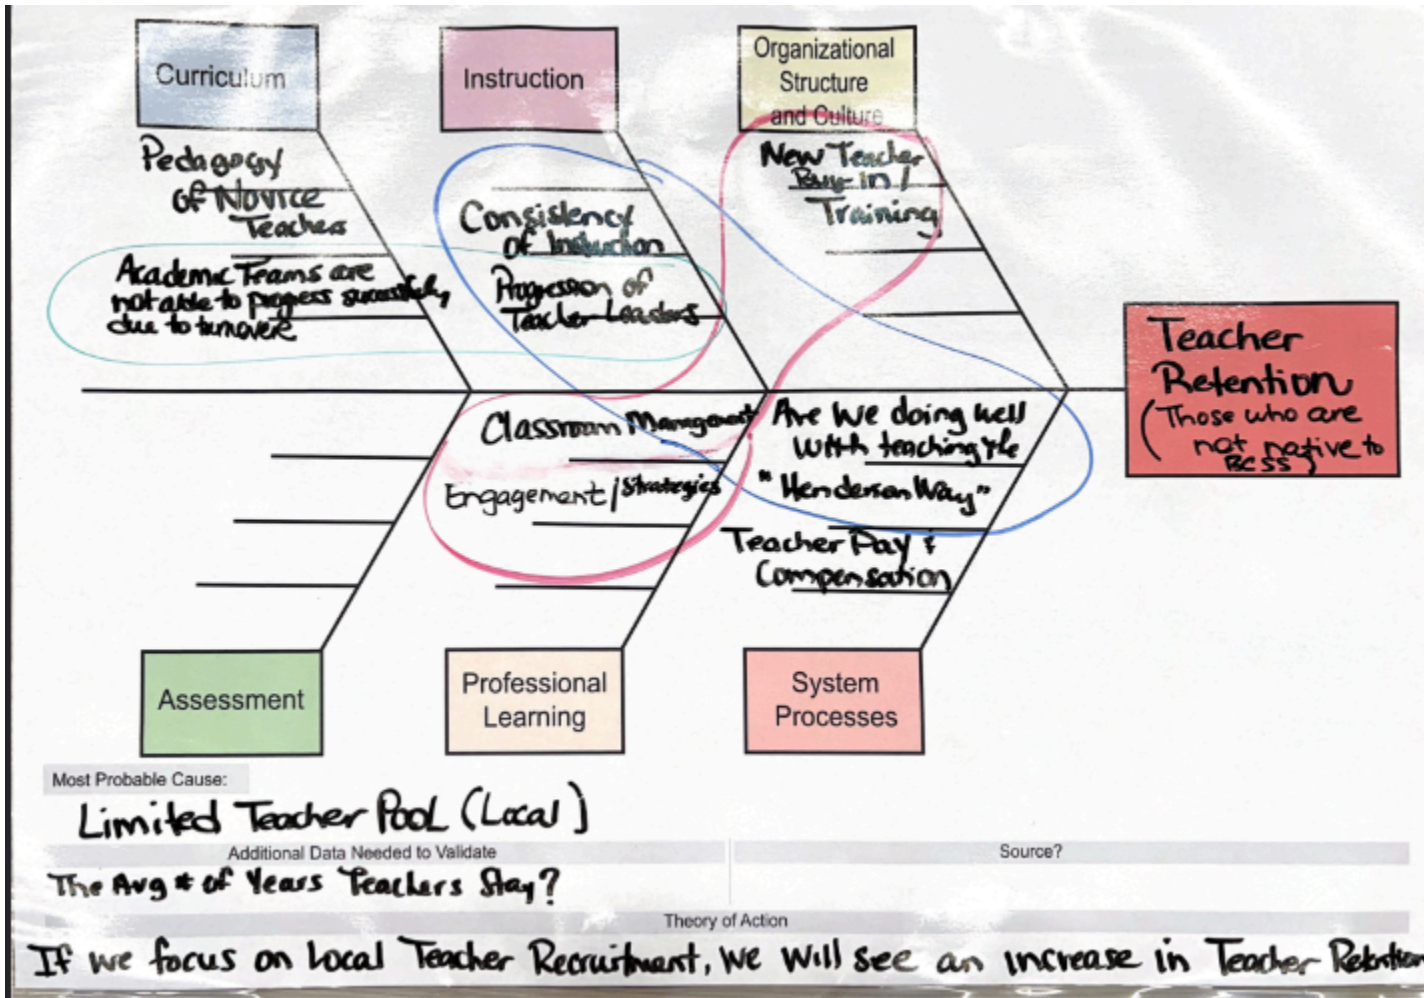 Curriculum
Instruction
Organizational
Structure
and Culture
Pedagogy
of Novice
Teachers
Academic Teams are
not able to progress successfully
due to turnover
Consistency
of Instruction
Progression of
Teacher Leaders
New Teacher
Buy-In /
Training
Teacher
Retention
(Those who are
not native to
BCSS)
Classroom Management
Engagement/Strategies
Are we doing well
with teaching the
"Henderson Way"
Teacher Pay &
Compensation
Assessment
Professional
Learning
System
Processes
Most Probable Cause:
Limited Teacher Pool (Local)
Additional Data Needed to Validate
Source?
The Avg # of Years Teachers Stay?
Theory of Action
If we focus on Local Teacher Recruitment, we will see an increase in Teacher Retention